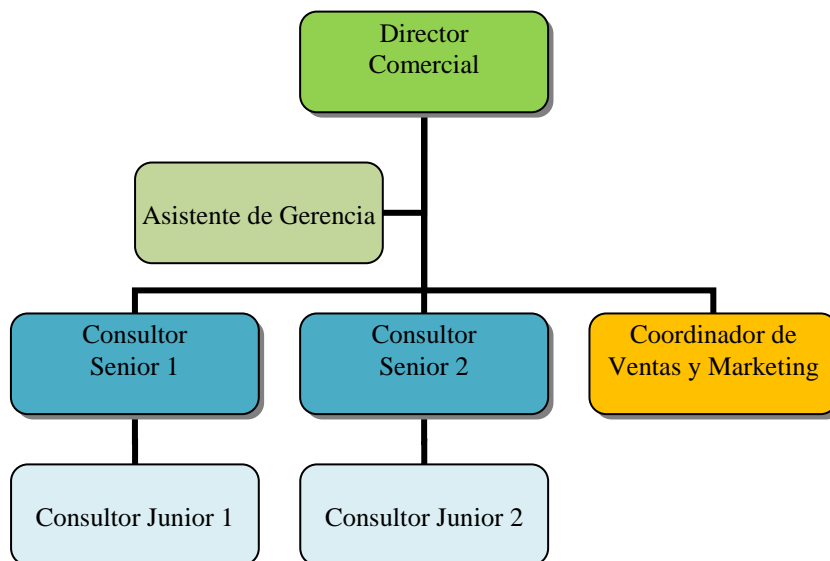 Director
Comercial
Asistente de Gerencia
Consultor
Senior 1
Consultor
Senior 2
Coordinador de
Ventas y Marketing
Consultor Junior 1
Consultor Junior 2